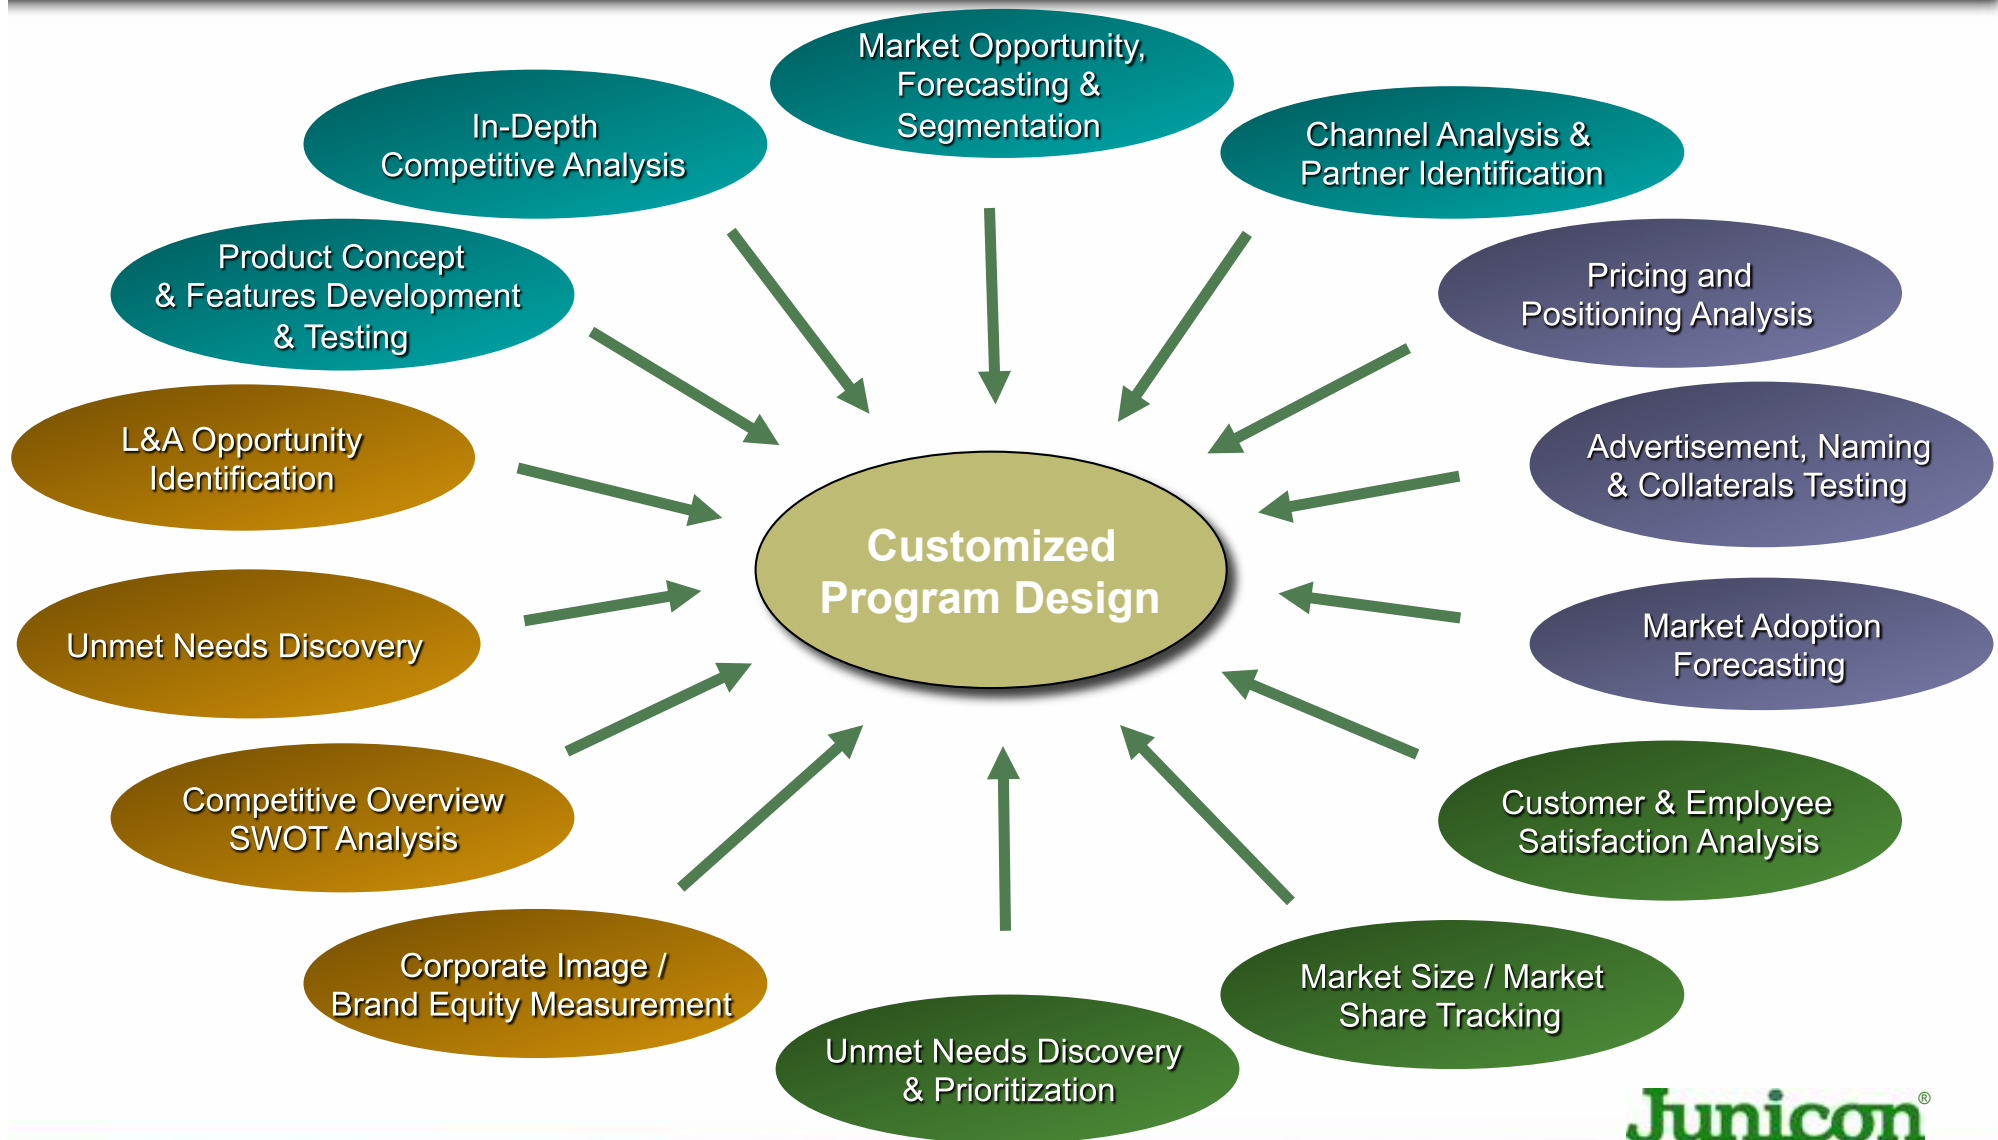 Market Opportunity,
Forecasting &
Segmentation
In-Depth
Competitive Analysis
Channel Analysis &
Partner Identification
Product Concept
& Features Development
& Testing
Pricing and
Positioning Analysis
L&A Opportunity
Identification
Advertisement, Naming
& Collaterals Testing
Customized
Program Design
Unmet Needs Discovery
Market Adoption
Forecasting
Competitive Overview
SWOT Analysis
Customer & Employee
Satisfaction Analysis
Corporate Image /
Brand Equity Measurement
Market Size / Market
Share Tracking
Unmet Needs Discovery
& Prioritization
Junicon®